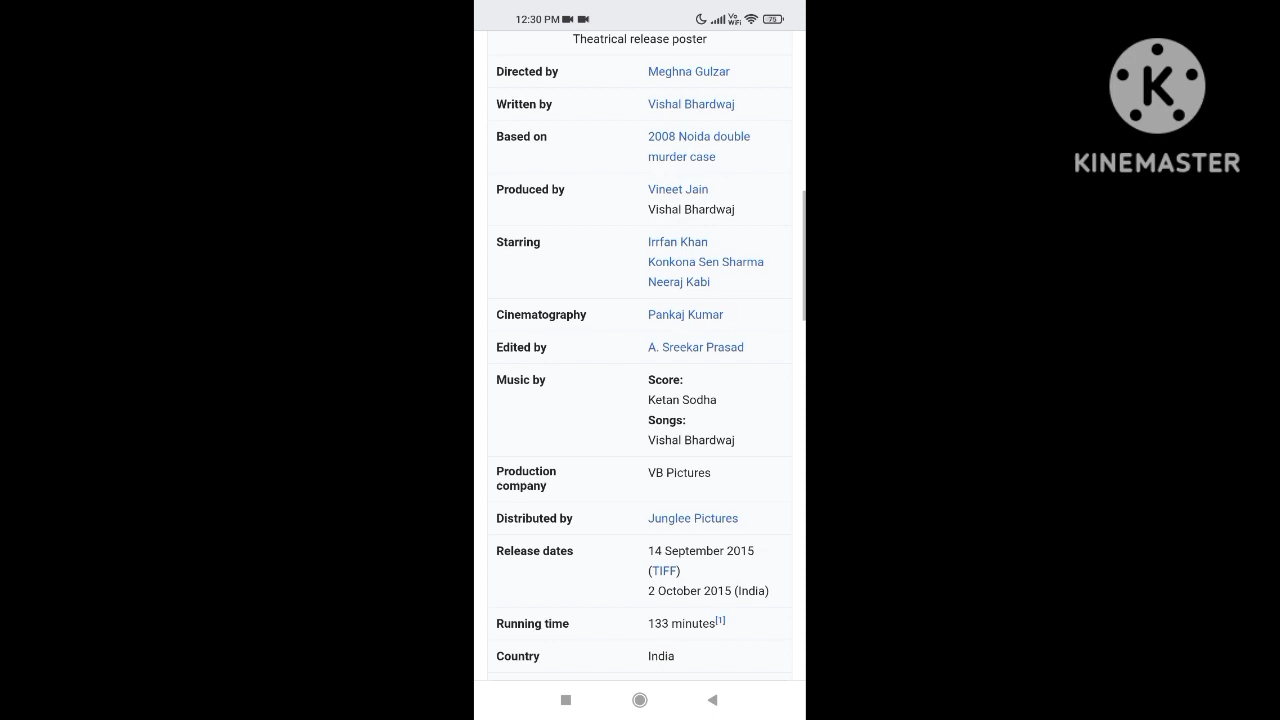 12:30 PM
Vo
WiFi
75
Theatrical release poster
Directed by Meghna Gulzar
Written by Vishal Bhardwaj
Based on 2008 Noida double
murder case
Produced by Vineet Jain
Vishal Bhardwaj
Starring Irrfan Khan
Konkona Sen Sharma
Neeraj Kabi
Cinematography Pankaj Kumar
Edited by A. Sreekar Prasad
Music by Score:
Ketan Sodha
Songs:
Vishal Bhardwaj
Production
company VB Pictures
Distributed by Junglee Pictures
Release dates 14 September 2015
(TIFF)
2 October 2015 (India)
Running time 133 minutes[1]
Country India
K
KINEMASTER